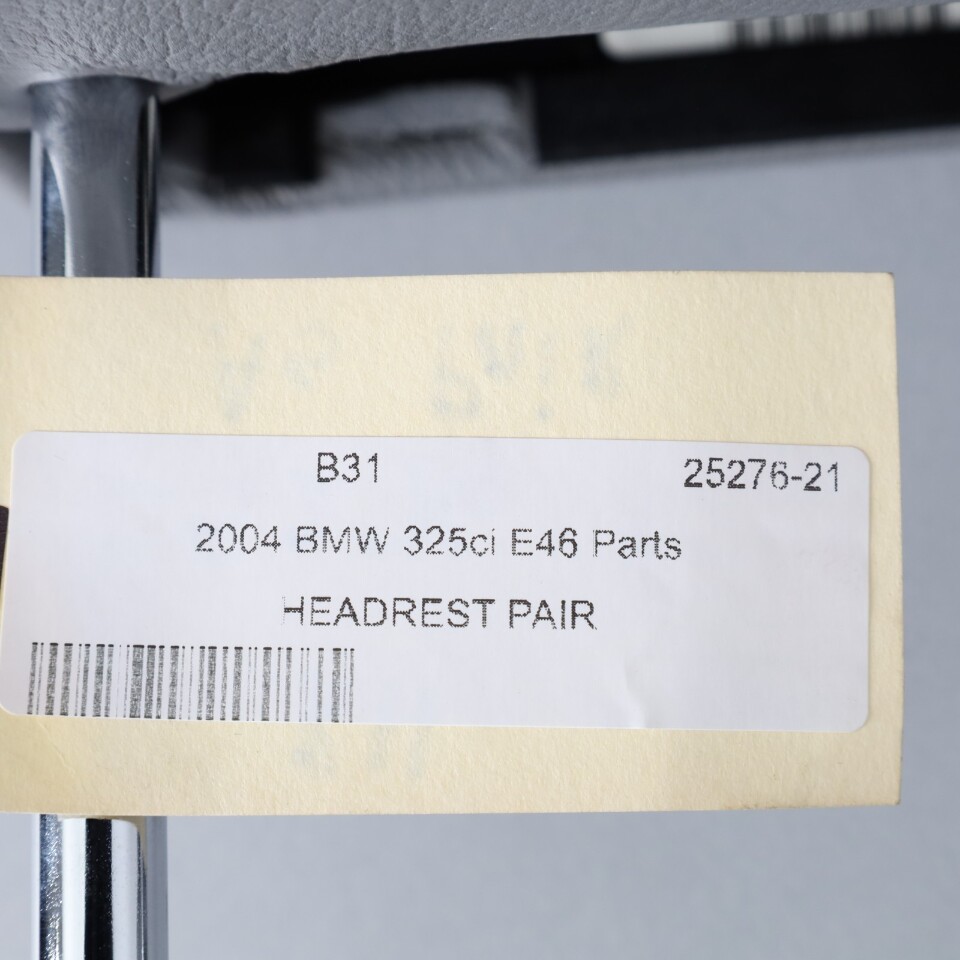 B31 25276-21
2004 BMW 325ci E46 Parts
HEADREST PAIR